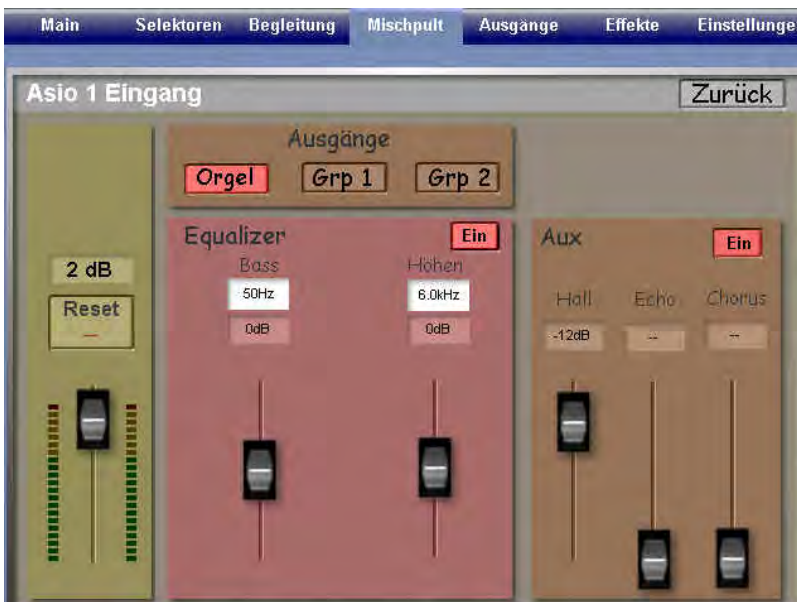 Main Selektoren Begleitung Mischpult Ausgänge Effekte Einstellunge
Asio 1 Eingang Zurück
Ausgänge
Orgel Grp 1 Grp 2
Equalizer Ein Aux Ein
2 dB Bass Höhen
50Hz 6.0kHz
Reset Hall Echo Chorus
-- 0dB 0dB -12dB -- --